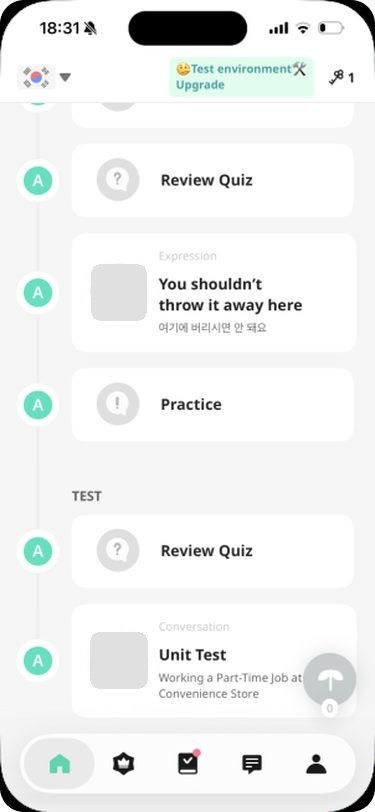 18:31
🤨Test environment🛠
Upgrade
1
A
Review Quiz
A
Expression
You shouldn't
throw it away here
여기에 버리시면 안 돼요
A
Practice
TEST
A
Review Quiz
A
Conversation
Unit Test
Working a Part-Time Job at
Convenience Store
0